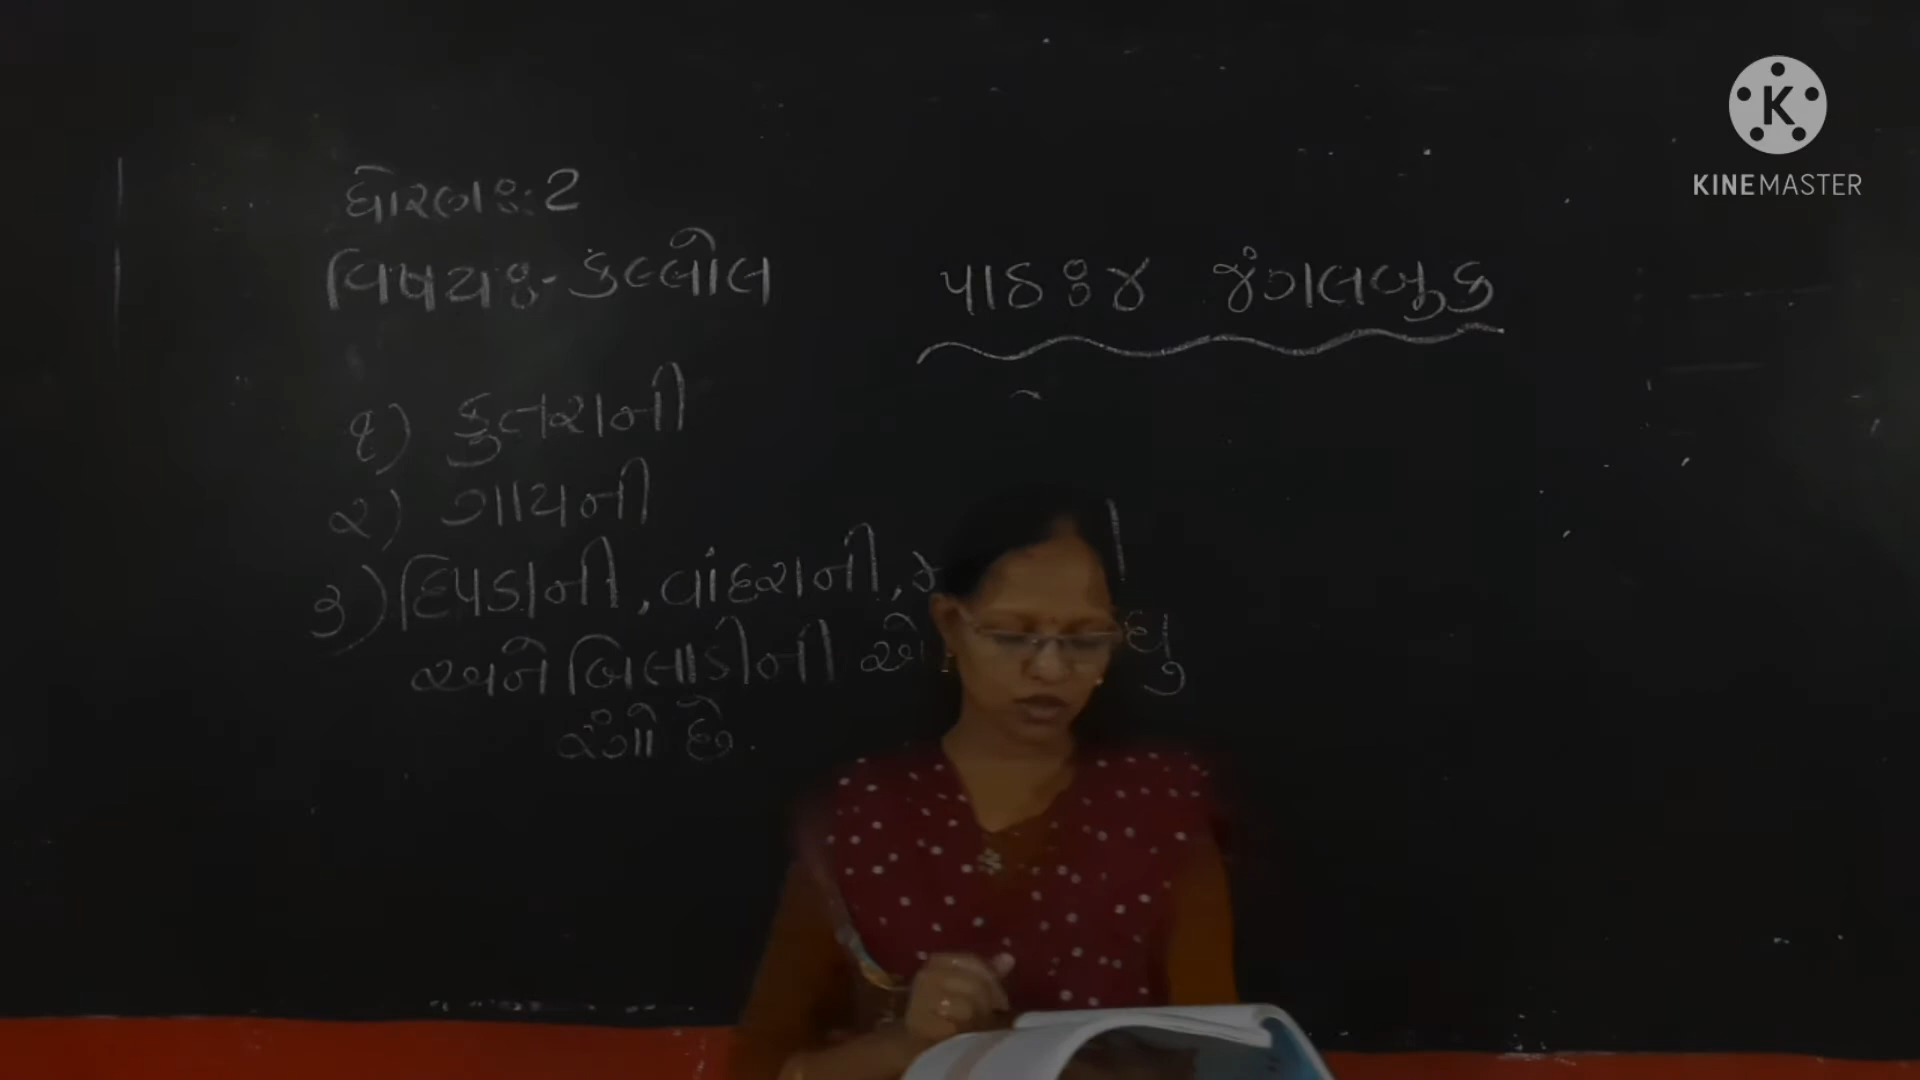 ધોરણઃ 2
વિષયઃ- કલ્લોલ
પાઠઃ૪ જંગલબૂક
૧) કુતરાની
૨) ગાયની
૩) દિપડાની, વાંદરાની,
અને બિલાડીની
રંગો છે.
K
KINEMASTER